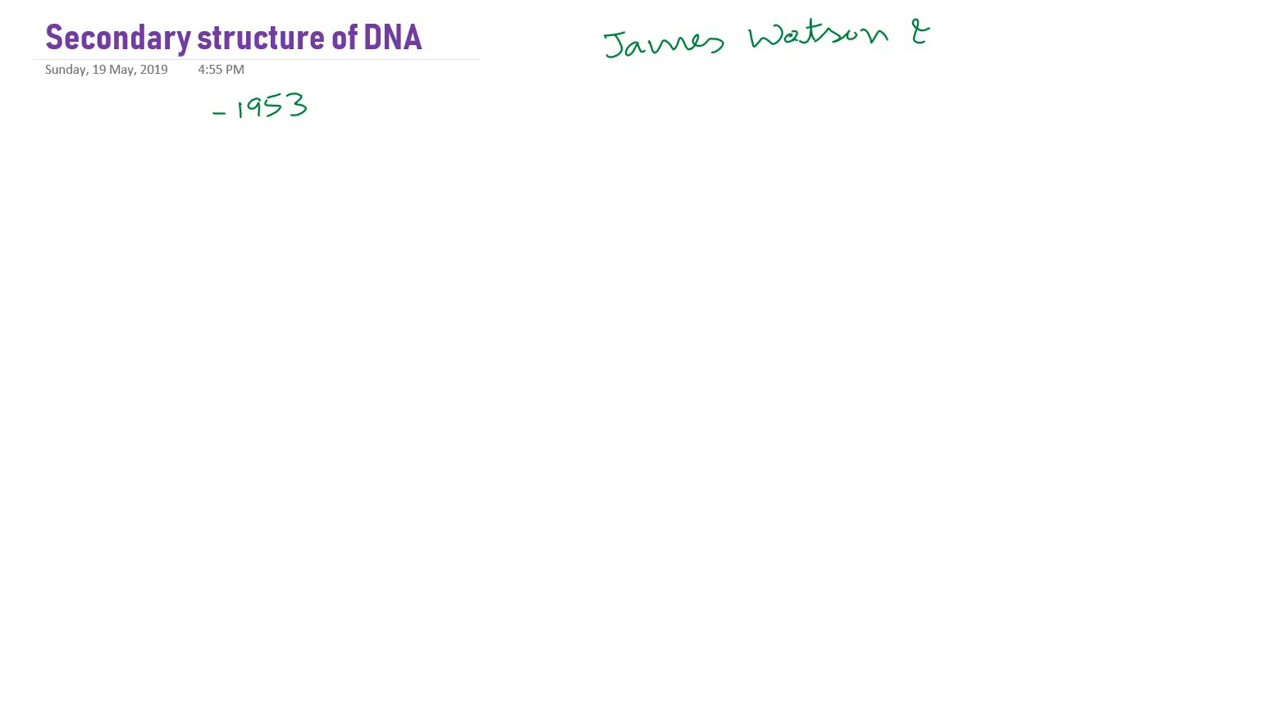 Secondary structure of DNA
James Watson &
Sunday, 19 May, 2019 4:55 PM
- 1953